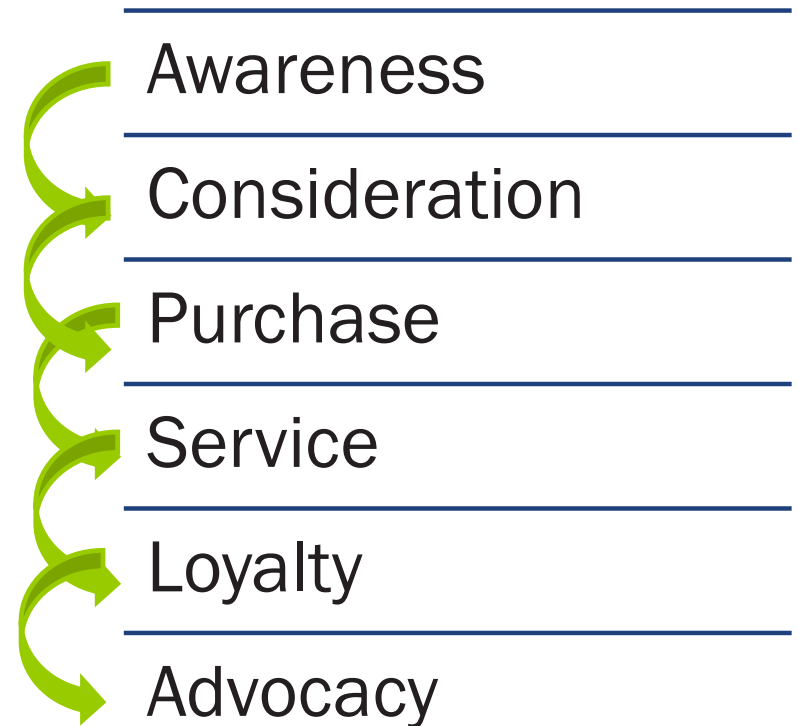 Awareness
Consideration
Purchase
Service
Loyalty
Advocacy